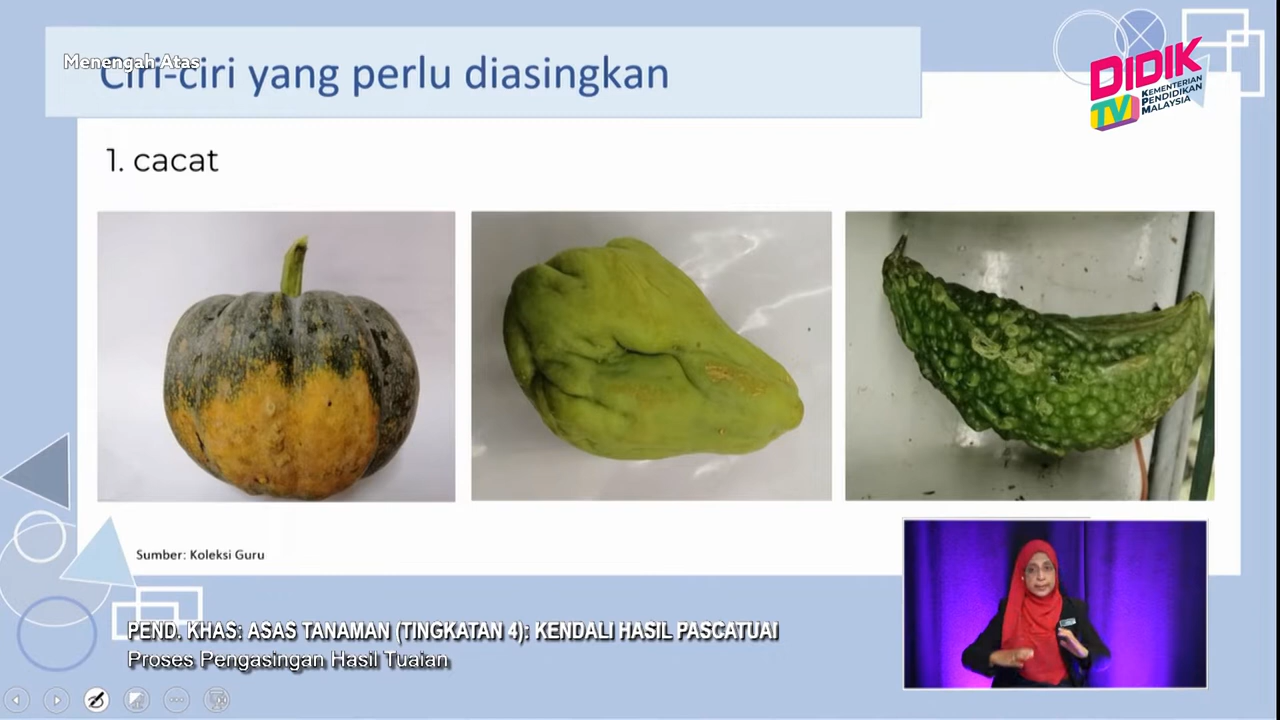 Menengah Atas
Ciri-ciri yang perlu diasingkan
DIDIK
TV
KEMENTERIAN
PENDIDIKAN
MALAYSIA
1. cacat
Sumber: Koleksi Guru
PEND. KHAS: ASAS TANAMAN (TINGKATAN 4): KENDALI HASIL PASCATUAI
Proses Pengasingan Hasil Tuaian